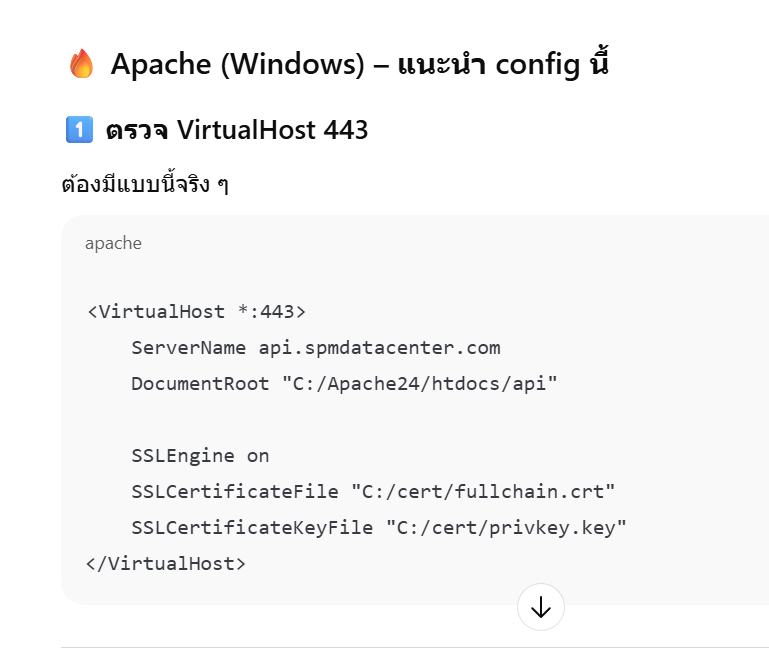 🔥 Apache (Windows) – แนะนำ config นี้
1️⃣ ตรวจ VirtualHost 443
ต้องมีแบบนี้จริง ๆ
apache
<VirtualHost *:443>
    ServerName api.spmdatacenter.com
    DocumentRoot "C:/Apache24/htdocs/api"
    SSLEngine on
    SSLCertificateFile "C:/cert/fullchain.crt"
    SSLCertificateKeyFile "C:/cert/privkey.key"
</VirtualHost>